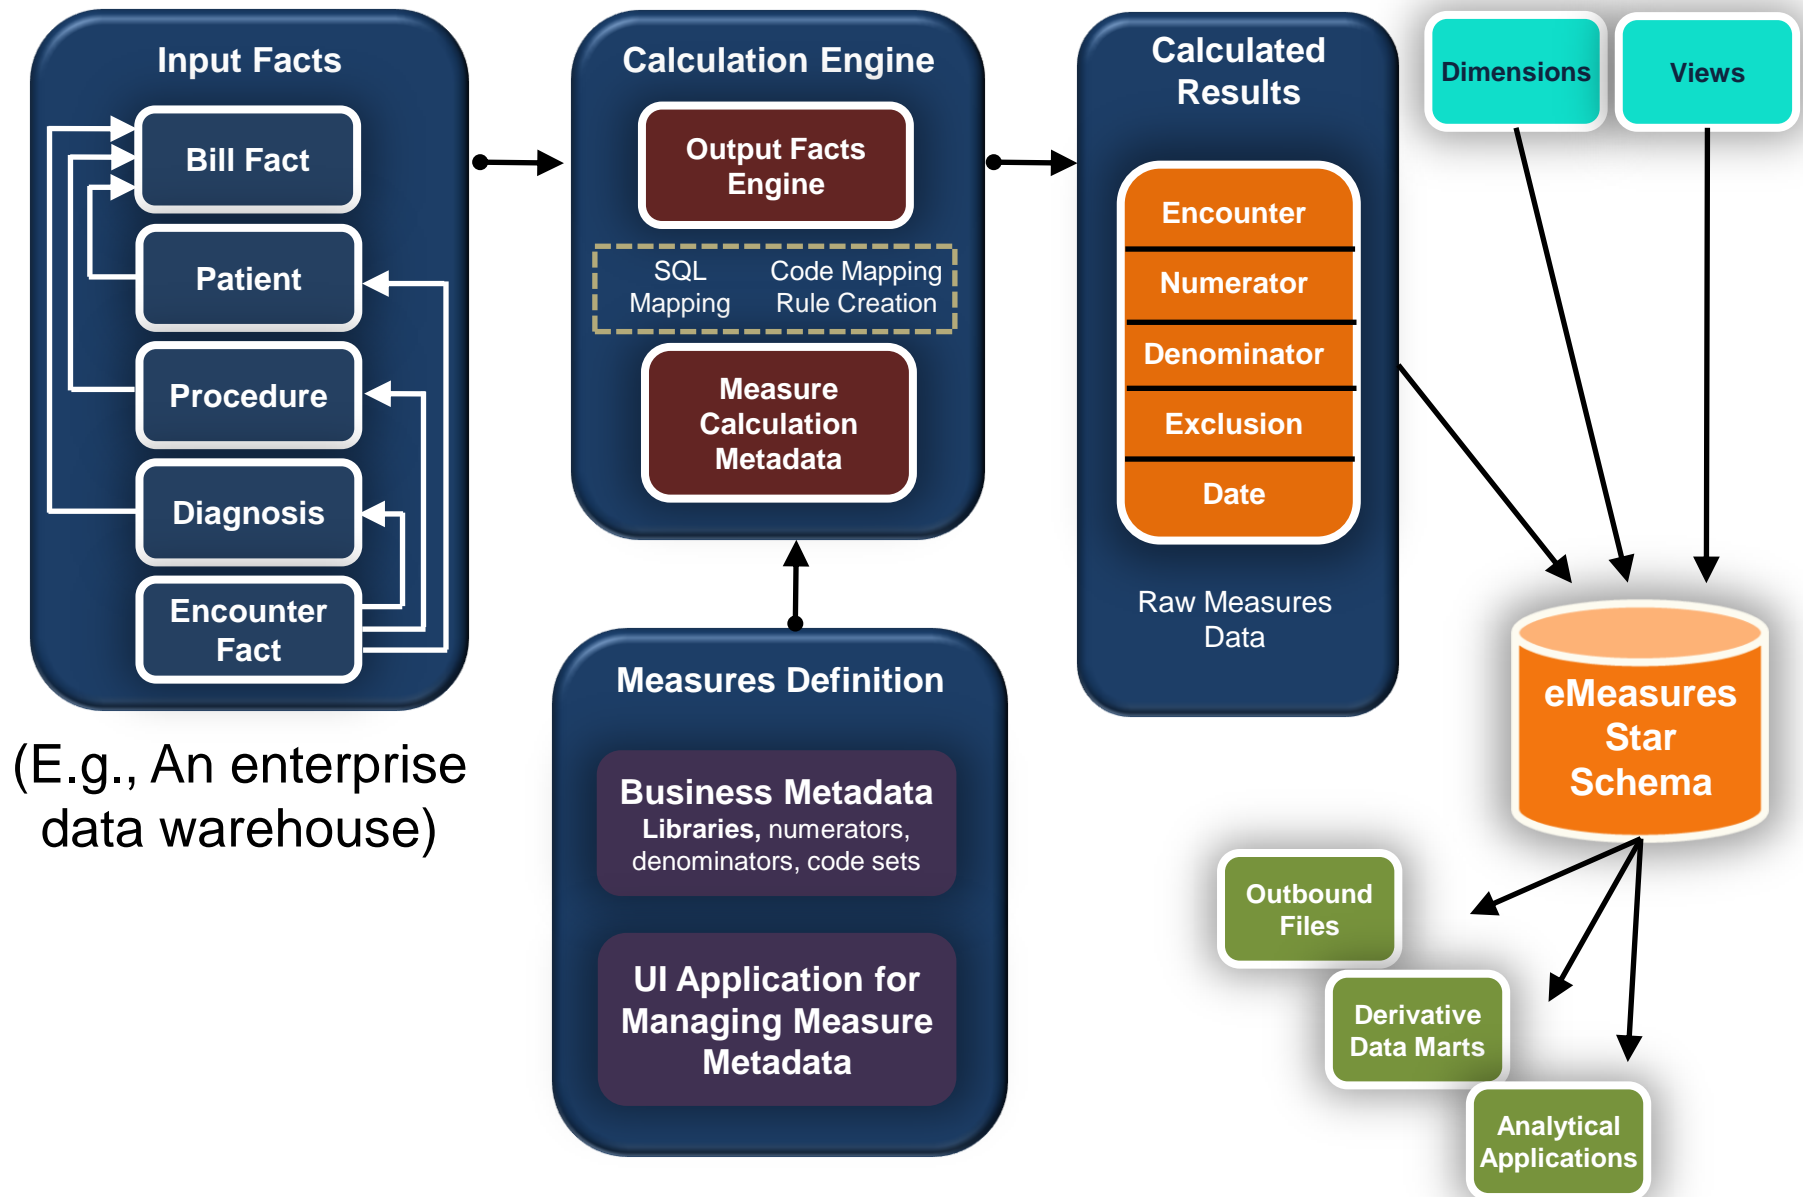 Input Facts
Bill Fact
Patient
Procedure
Diagnosis
Encounter
Fact
(E.g., An enterprise
data warehouse)
Calculation Engine
Output Facts
Engine
SQL
Mapping
Code Mapping
Rule Creation
Measure
Calculation
Metadata
Measures Definition
Business Metadata
Libraries, numerators,
denominators, code sets
UI Application for
Managing Measure
Metadata
Calculated
Results
Encounter
Numerator
Denominator
Exclusion
Date
Raw Measures
Data
Dimensions
Views
eMeasures
Star
Schema
Outbound
Files
Derivative
Data Marts
Analytical
Applications